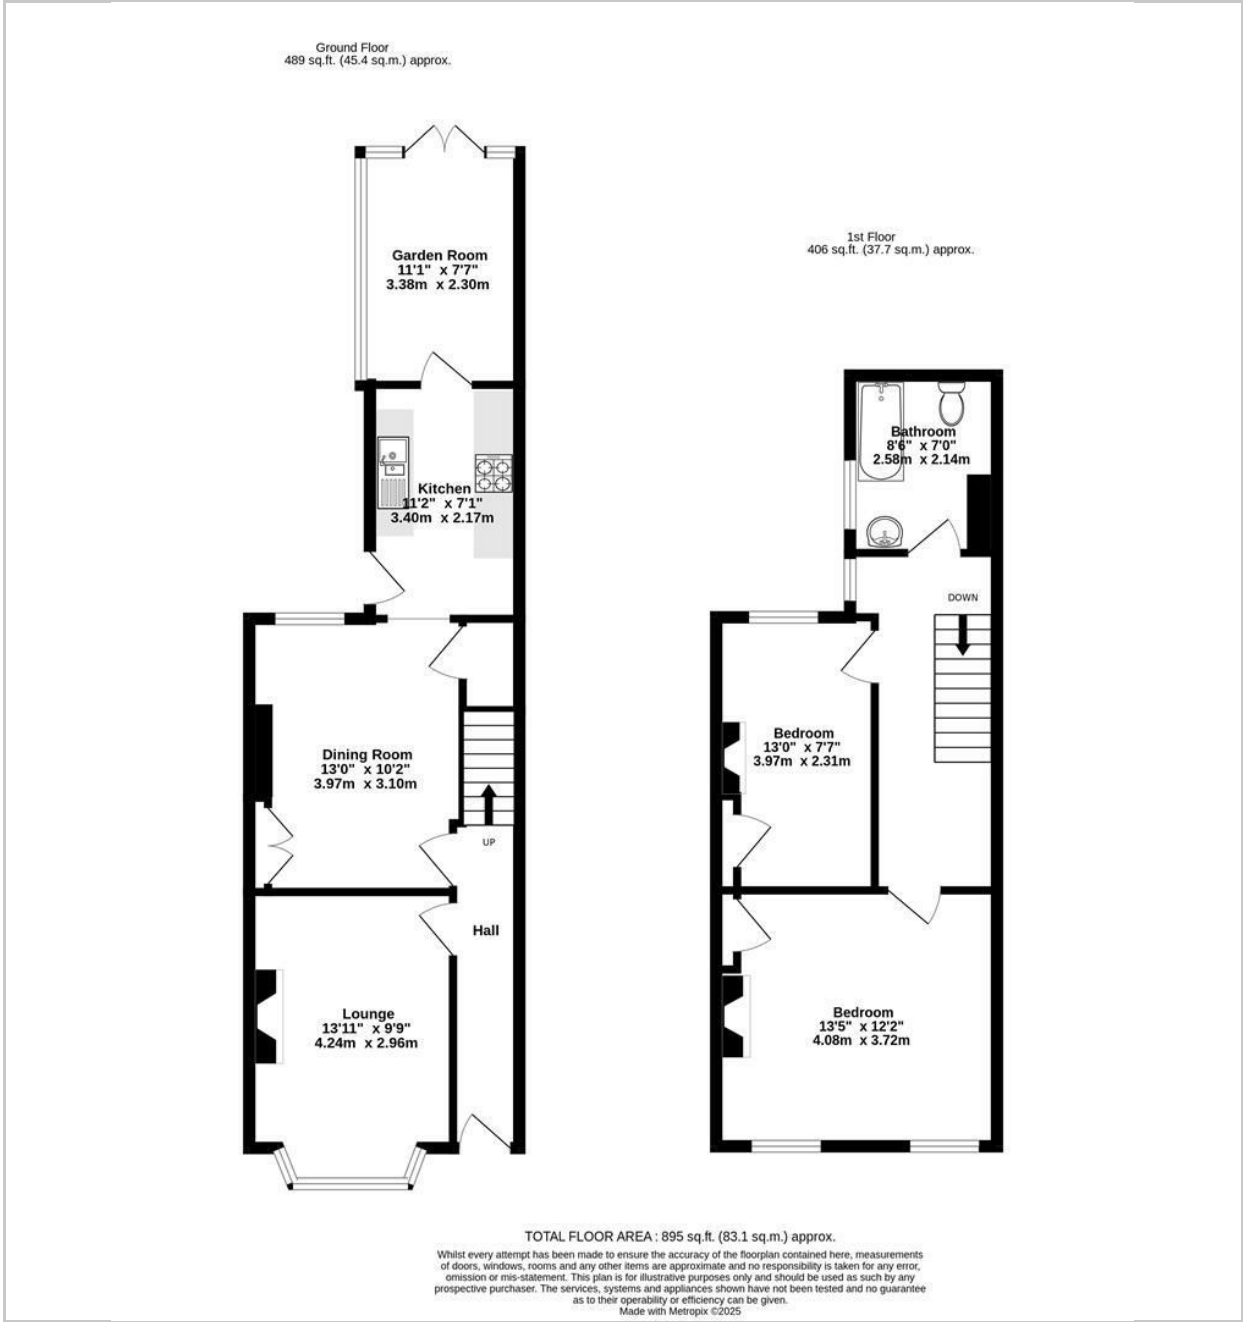 Ground Floor
489 sq.ft. (45.4 sq.m.) approx.
1st Floor
406 sq.ft. (37.7 sq.m.) approx.
Garden Room
11'1" x 7'7"
3.38m x 2.30m
Kitchen
11'2" x 7'1"
3.40m x 2.17m
Dining Room
13'0" x 10'2"
3.97m x 3.10m
UP
Hall
Lounge
13'11" x 9'9"
4.24m x 2.96m
Bathroom
8'6" x 7'0"
2.58m x 2.14m
DOWN
Bedroom
13'0" x 7'7"
3.97m x 2.31m
Bedroom
13'5" x 12'2"
4.08m x 3.72m
TOTAL FLOOR AREA : 895 sq.ft. (83.1 sq.m.) approx.
Whilst every attempt has been made to ensure the accuracy of the floorplan contained here, measurements
of doors, windows, rooms and any other items are approximate and no responsibility is taken for any error,
omission or mis-statement. This plan is for illustrative purposes only and should be used as such by any
prospective purchaser. The services, systems and appliances shown have not been tested and no guarantee
as to their operability or efficiency can be given.
Made with Metropix ©2025